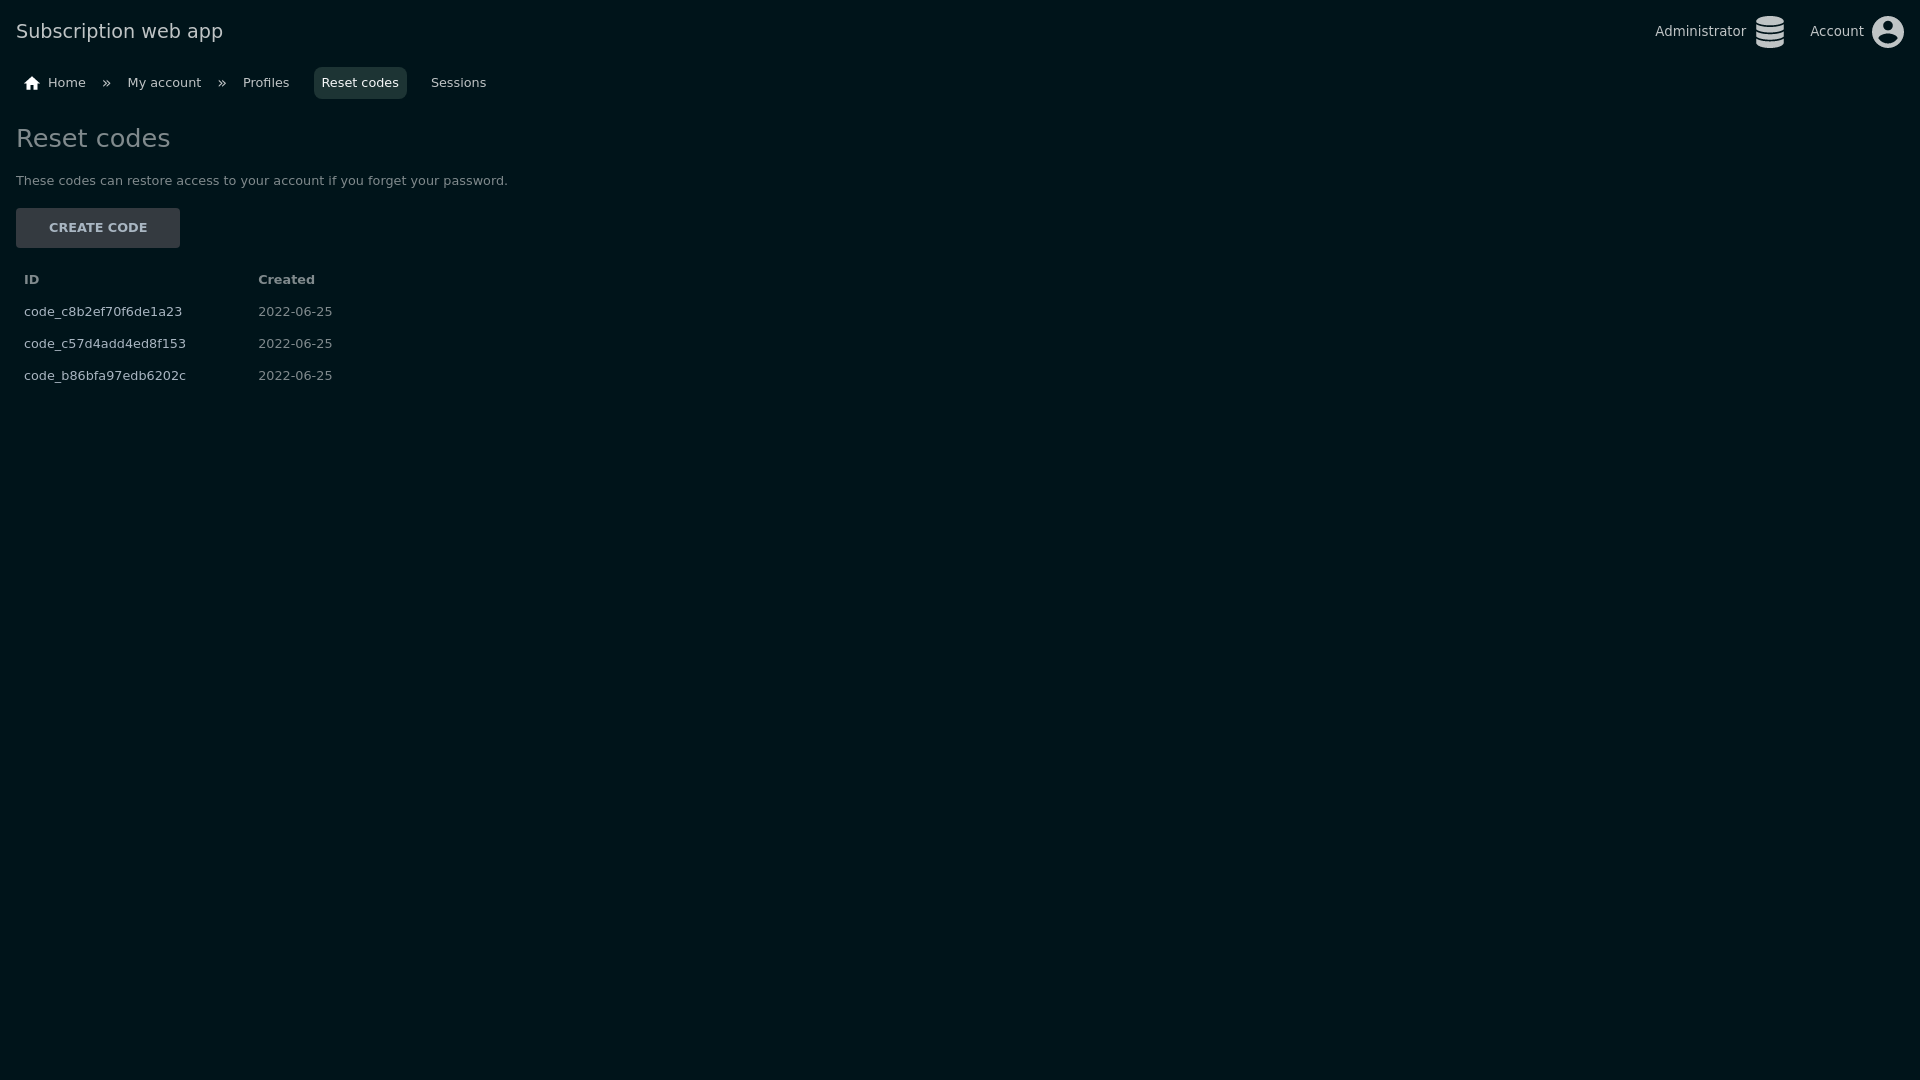 Subscription web app
Administrator
Account
Home » My account » Profiles Reset codes Sessions
Reset codes
These codes can restore access to your account if you forget your password.
CREATE CODE
ID Created
code_c8b2ef70f6de1a23 2022-06-25
code_c57d4add4ed8f153 2022-06-25
code_b86bfa97edb6202c 2022-06-25